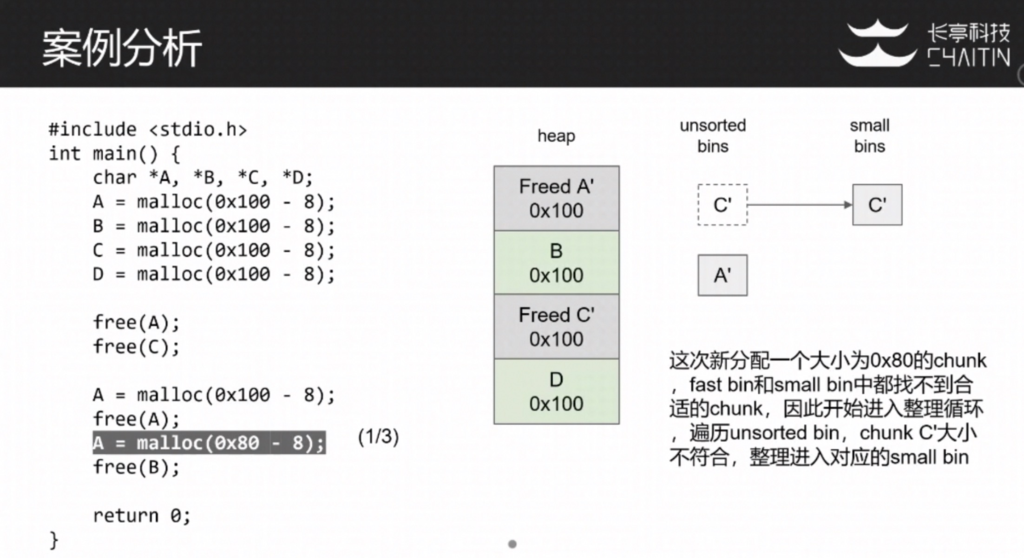 案例分析
长亭科技
CHAITIN
#include <stdio.h>
int main() {
char *A, *B, *C, *D;
A = malloc(0x100 - 8);
B = malloc(0x100 - 8);
C = malloc(0x100 - 8);
D = malloc(0x100 - 8);
free(A);
free(C);
A = malloc(0x100 - 8);
free(A);
A = malloc(0x80 - 8);
(1/3)
free(B);
return 0;
}
heap
Freed A'
0x100
B
0x100
Freed C'
0x100
D
0x100
unsorted
bins
small
bins
C'
C'
A'
这次新分配一个大小为0x80的chunk
，fast bin和small bin中都找不到合
适的chunk，因此开始进入整理循环
，遍历unsorted bin，chunk C'大小
不符合，整理进入对应的small bin